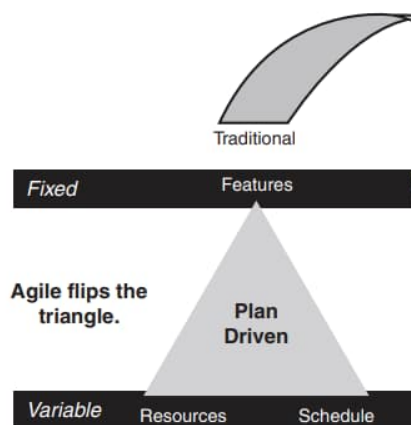 Traditional
Fixed Features
Agile flips the
triangle.
Plan
Driven
Variable Resources Schedule